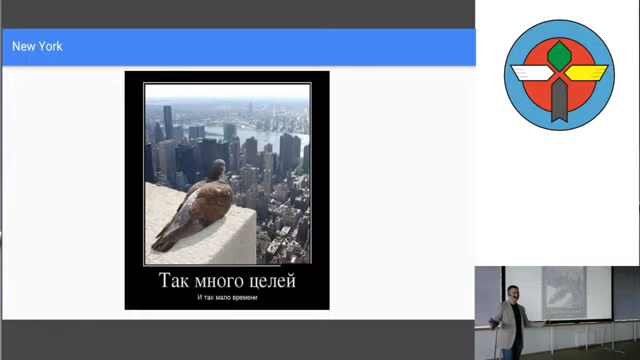 New York
Так много целей
И так мало времени